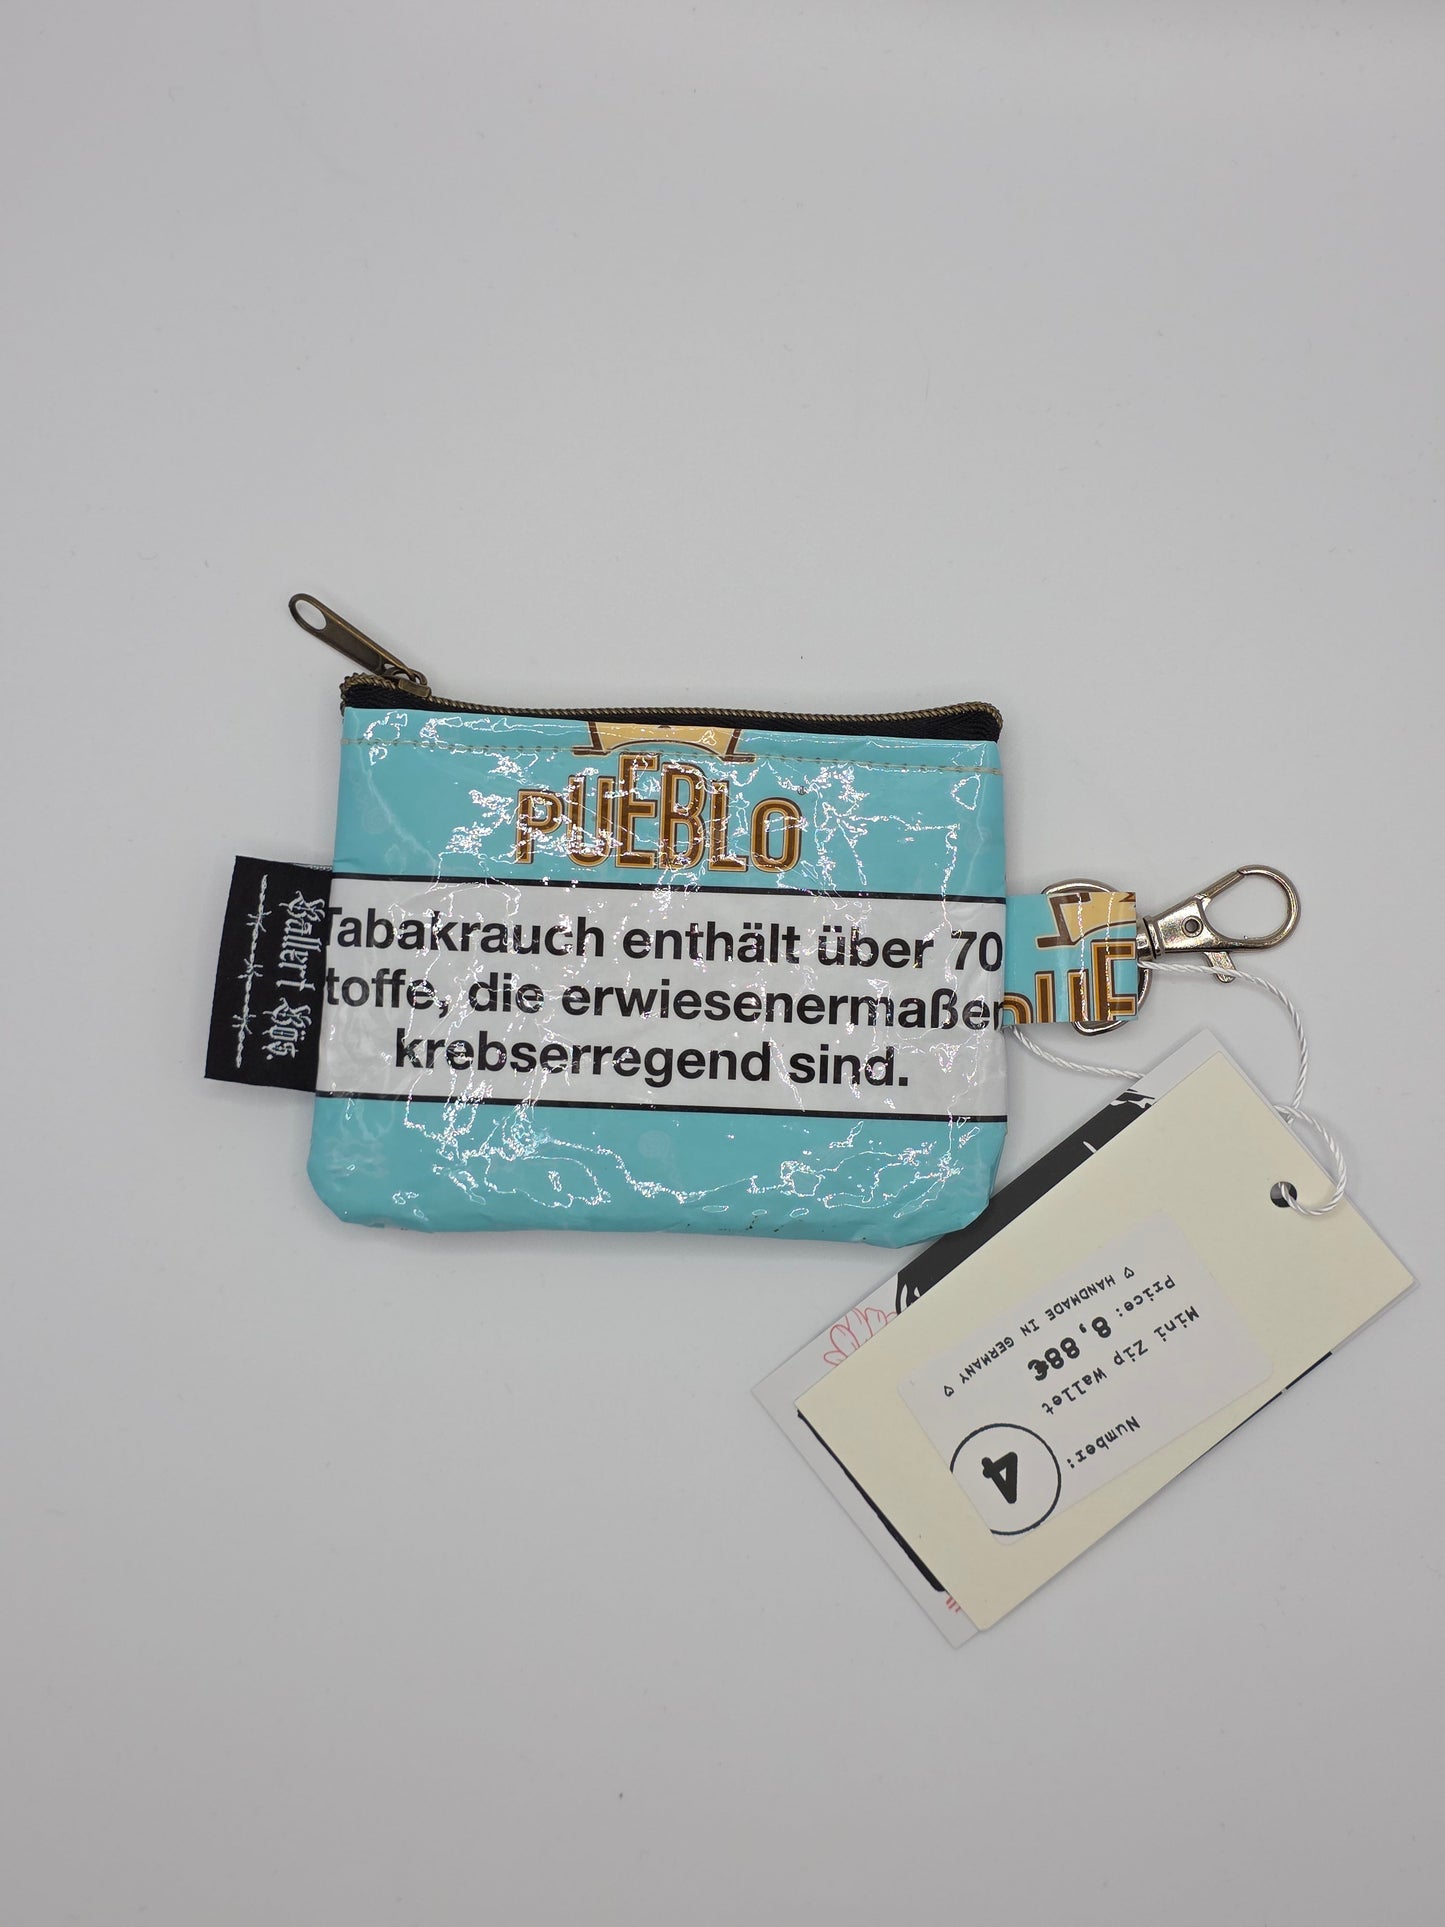 PUEBLO
Tabakrauch enthält über 70
toffe, die erwiesenermaßen
krebserregend sind.
Ballert Bös.
PUE
Number:
4
Mini Zip Wallet
Price: 8,88€
♡ HANDMADE IN GERMANY ♡